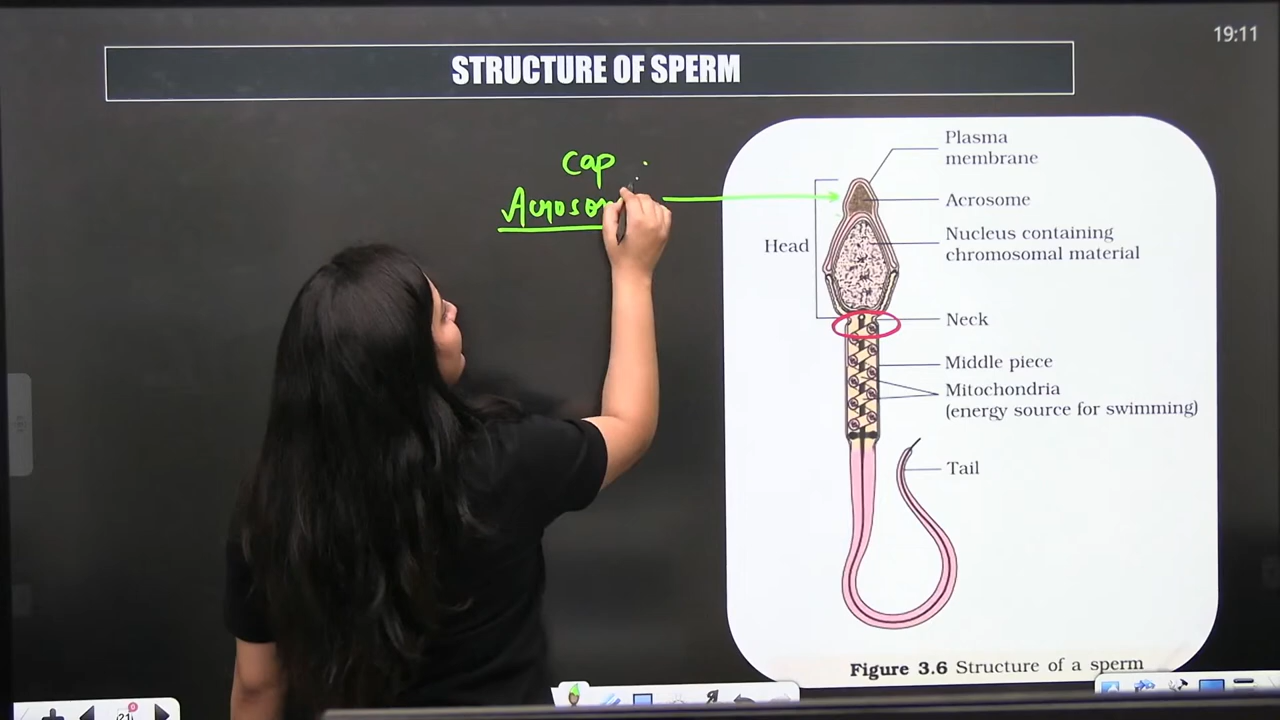 19:11
STRUCTURE OF SPERM
Cap
Plasma
membrane
Acrosome
Head
Nucleus containing
chromosomal material
Neck
Middle piece
Mitochondria
(energy source for swimming)
Tail
Figure 3.6 Structure of a sperm
21